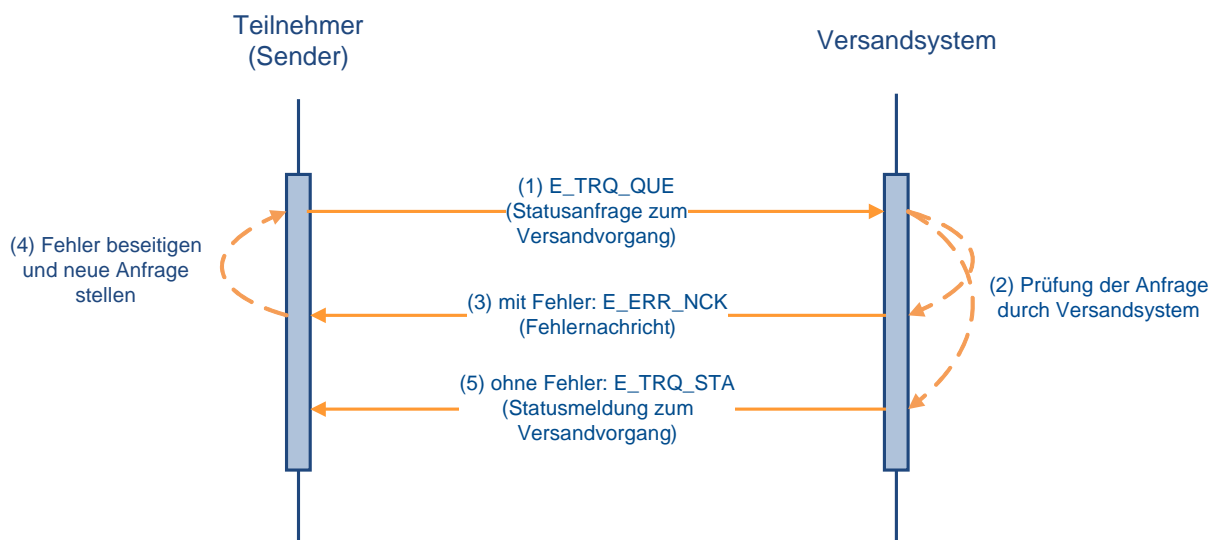 Teilnehmer
(Sender)
Versandsystem
(1) E_TRQ_QUE
(Statusanfrage zum
Versandvorgang)
(4) Fehler beseitigen
und neue Anfrage
stellen
(2) Prüfung der Anfrage
durch Versandsystem
(3) mit Fehler: E_ERR_NCK
(Fehlernachricht)
(5) ohne Fehler: E_TRQ_STA
(Statusmeldung zum
Versandvorgang)